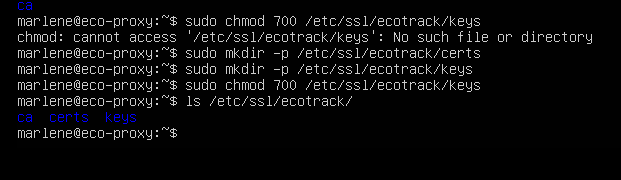 ca
marlene@eco-proxy:~$ sudo chmod 700 /etc/ssl/ecotrack/keys
chmod: cannot access '/etc/ssl/ecotrack/keys': No such file or directory
marlene@eco-proxy:~$ sudo mkdir -p /etc/ssl/ecotrack/certs
marlene@eco-proxy:~$ sudo mkdir -p /etc/ssl/ecotrack/keys
marlene@eco-proxy:~$ sudo chmod 700 /etc/ssl/ecotrack/keys
marlene@eco-proxy:~$ ls /etc/ssl/ecotrack/
ca  certs  keys
marlene@eco-proxy:~$